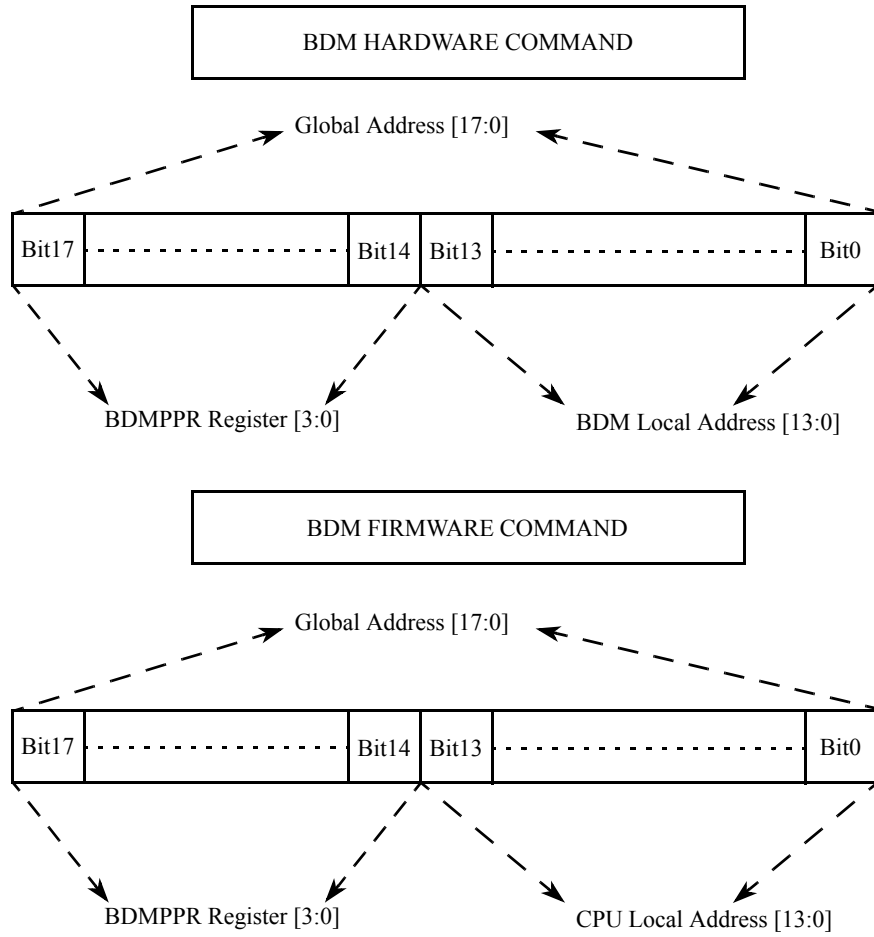 BDM HARDWARE COMMAND
Global Address [17:0]
Bit17 Bit14 Bit13 Bit0
BDMPPR Register [3:0] BDM Local Address [13:0]
BDM FIRMWARE COMMAND
Global Address [17:0]
Bit17 Bit14 Bit13 Bit0
BDMPPR Register [3:0] CPU Local Address [13:0]